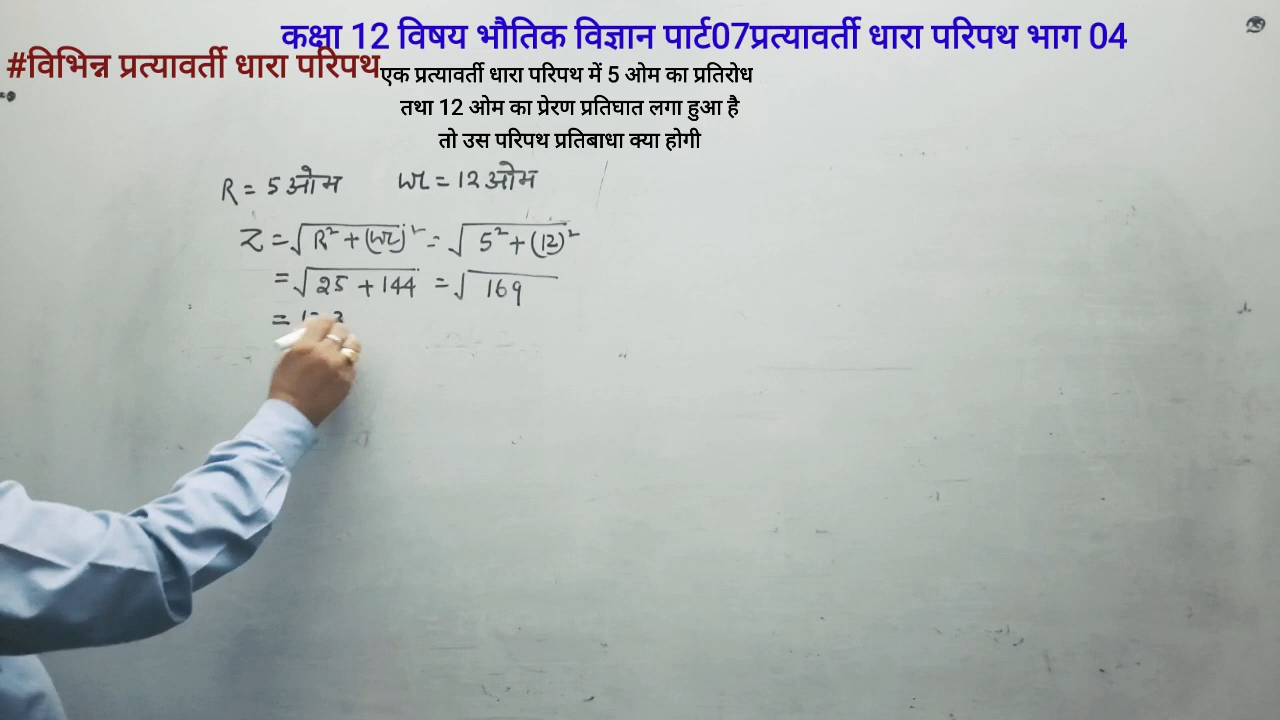 कक्षा 12 विषय भौतिक विज्ञान पार्ट07प्रत्यावर्ती धारा परिपथ भाग 04
#विभिन्न प्रत्यावर्ती धारा परिपथ
एक प्रत्यावर्ती धारा परिपथ में 5 ओम का प्रतिरोध
तथा 12 ओम का प्रेरण प्रतिघात लगा हुआ है
तो उस परिपथ प्रतिबाधा क्या होगी
R = 5 ओम WL = 12 ओम
Z = √R² + (WL)² = √5² + (12)²
= √25 + 144 = √169
=